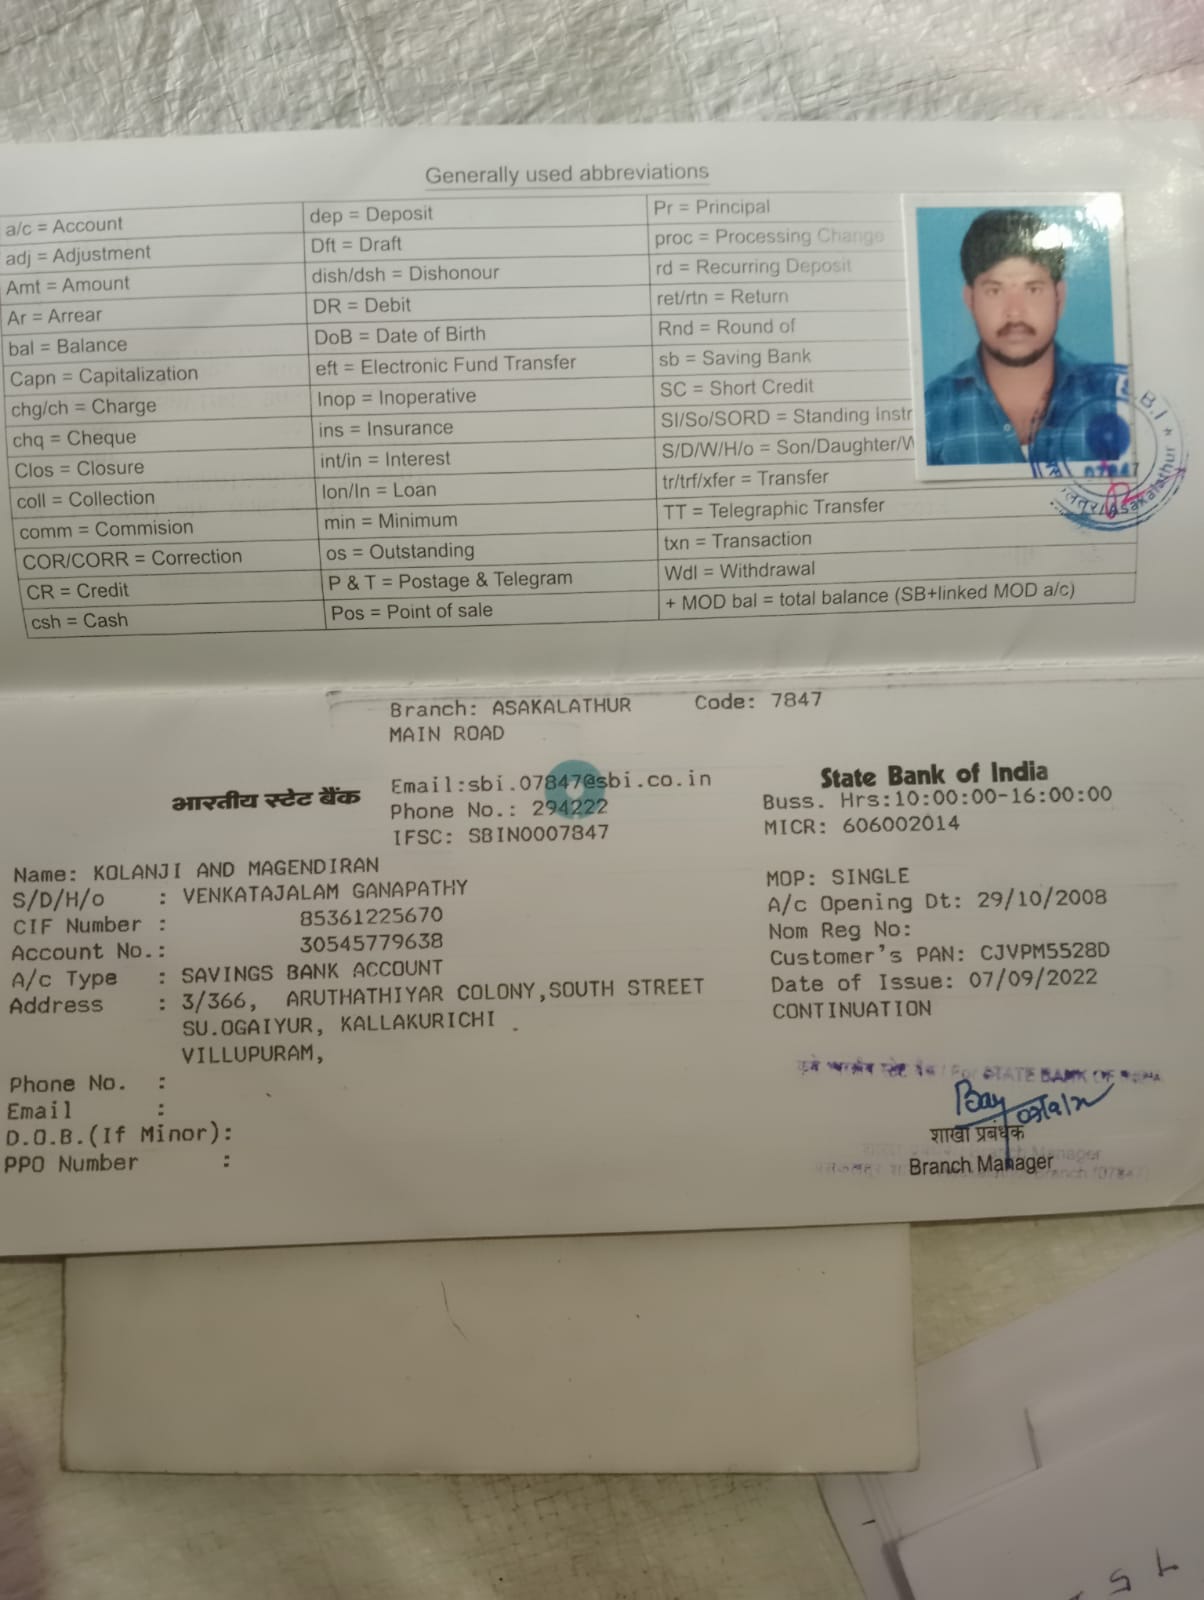 Generally used abbreviations
a/c = Account
adj = Adjustment
Amt = Amount
Ar = Arrear
bal = Balance
Capn = Capitalization
chg/ch = Charge
chq = Cheque
Clos = Closure
coll = Collection
comm = Commision
COR/CORR = Correction
CR = Credit
csh = Cash
dep = Deposit
Dft = Draft
dish/dsh = Dishonour
DR = Debit
DoB = Date of Birth
eft = Electronic Fund Transfer
Inop = Inoperative
ins = Insurance
int/in = Interest
lon/ln = Loan
min = Minimum
os = Outstanding
P & T = Postage & Telegram
Pos = Point of sale
Pr = Principal
proc = Processing Change
rd = Recurring Deposit
ret/rtn = Return
Rnd = Round of
sb = Saving Bank
SC = Short Credit
SI/So/SORD = Standing Instr
S/D/W/H/o = Son/Daughter/W
tr/trf/xfer = Transfer
TT = Telegraphic Transfer
txn = Transaction
Wdl = Withdrawal
+ MOD bal = total balance (SB+linked MOD a/c)
S.B.I *
07847
Asakalathur
Branch: ASAKALATHUR Code: 7847
MAIN ROAD
भारतीय स्टेट बैंक
Email:sbi.07847@sbi.co.in
Phone No.: 294222
IFSC: SBIN0007847
State Bank of India
Buss. Hrs:10:00:00-16:00:00
MICR: 606002014
Name: KOLANJI AND MAGENDIRAN
S/D/H/o : VENKATAJALAM GANAPATHY
CIF Number : 85361225670
Account No.: 30545779638
A/c Type : SAVINGS BANK ACCOUNT
Address : 3/366, ARUTHATHIYAR COLONY,SOUTH STREET
SU.OGAIYUR, KALLAKURICHI
VILLUPURAM,
Phone No. :
Email :
D.O.B.(If Minor):
PPO Number :
MOP: SINGLE
A/c Opening Dt: 29/10/2008
Nom Reg No:
Customer's PAN: CJVPM5528D
Date of Issue: 07/09/2022
CONTINUATION
For STATE BANK OF
शाखा प्रबंधक
Branch Manager